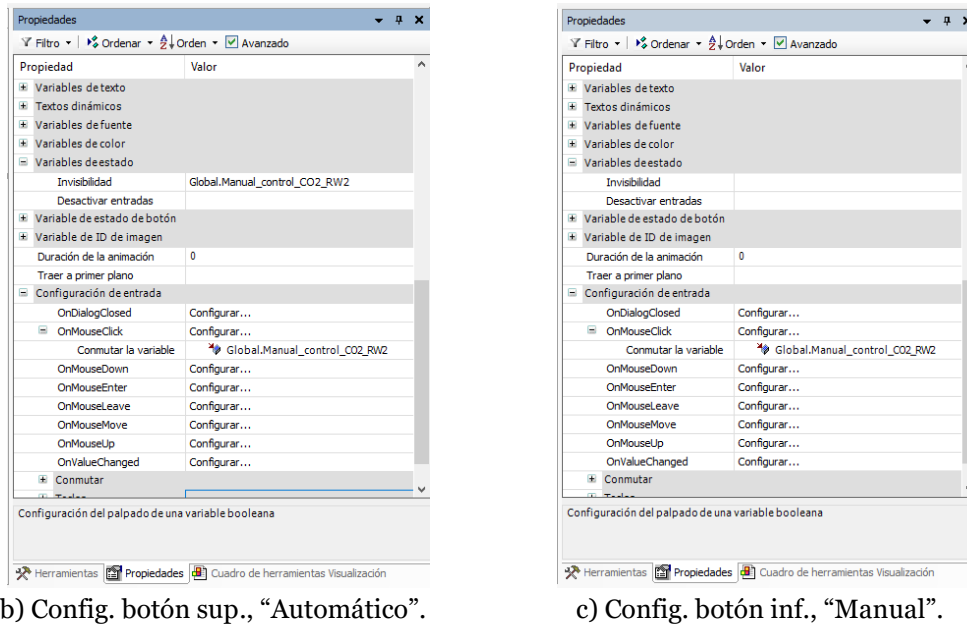 Propiedades
Filtro Ordenar Orden Avanzado
Propiedad Valor
Variables de texto
Textos dinámicos
Variables de fuente
Variables de color
Variables de estado
Invisibilidad Global.Manual_control_CO2_RW2
Desactivar entradas
Variable de estado de botón
Variable de ID de imagen
Duración de la animación 0
Traer a primer plano
Configuración de entrada
OnDialogClosed Configurar...
OnMouseClick Configurar...
Conmutar la variable Global.Manual_control_CO2_RW2
OnMouseDown Configurar...
OnMouseEnter Configurar...
OnMouseLeave Configurar...
OnMouseMove Configurar...
OnMouseUp Configurar...
OnValueChanged Configurar...
Conmutar
Configuración del palpado de una variable booleana
Herramientas Propiedades Cuadro de herramientas Visualización
b) Config. botón sup., “Automático”.
Propiedades
Filtro Ordenar Orden Avanzado
Propiedad Valor
Variables de texto
Textos dinámicos
Variables de fuente
Variables de color
Variables de estado
Invisibilidad
Desactivar entradas
Variable de estado de botón
Variable de ID de imagen
Duración de la animación 0
Traer a primer plano
Configuración de entrada
OnDialogClosed Configurar...
OnMouseClick Configurar...
Conmutar la variable Global.Manual_control_CO2_RW2
OnMouseDown Configurar...
OnMouseEnter Configurar...
OnMouseLeave Configurar...
OnMouseMove Configurar...
OnMouseUp Configurar...
OnValueChanged Configurar...
Conmutar
Configuración del palpado de una variable booleana
Herramientas Propiedades Cuadro de herramientas Visualización
c) Config. botón inf., “Manual”.